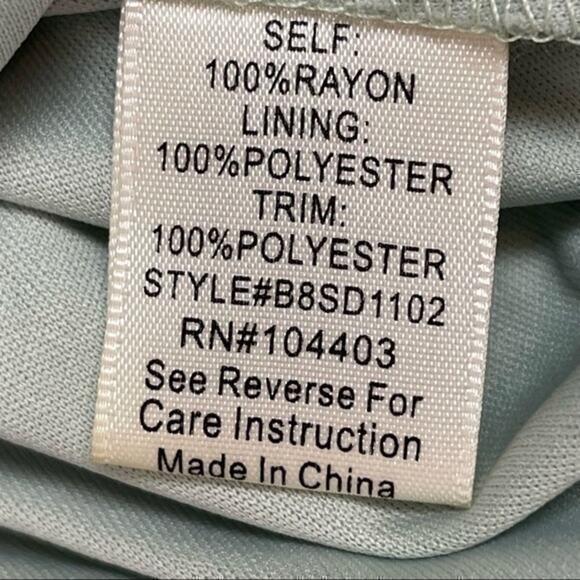 SELF:
100%RAYON
LINING:
100%POLYESTER
TRIM:
100%POLYESTER
STYLE#B8SD1102
RN#104403
See Reverse For
Care Instruction
Made In China